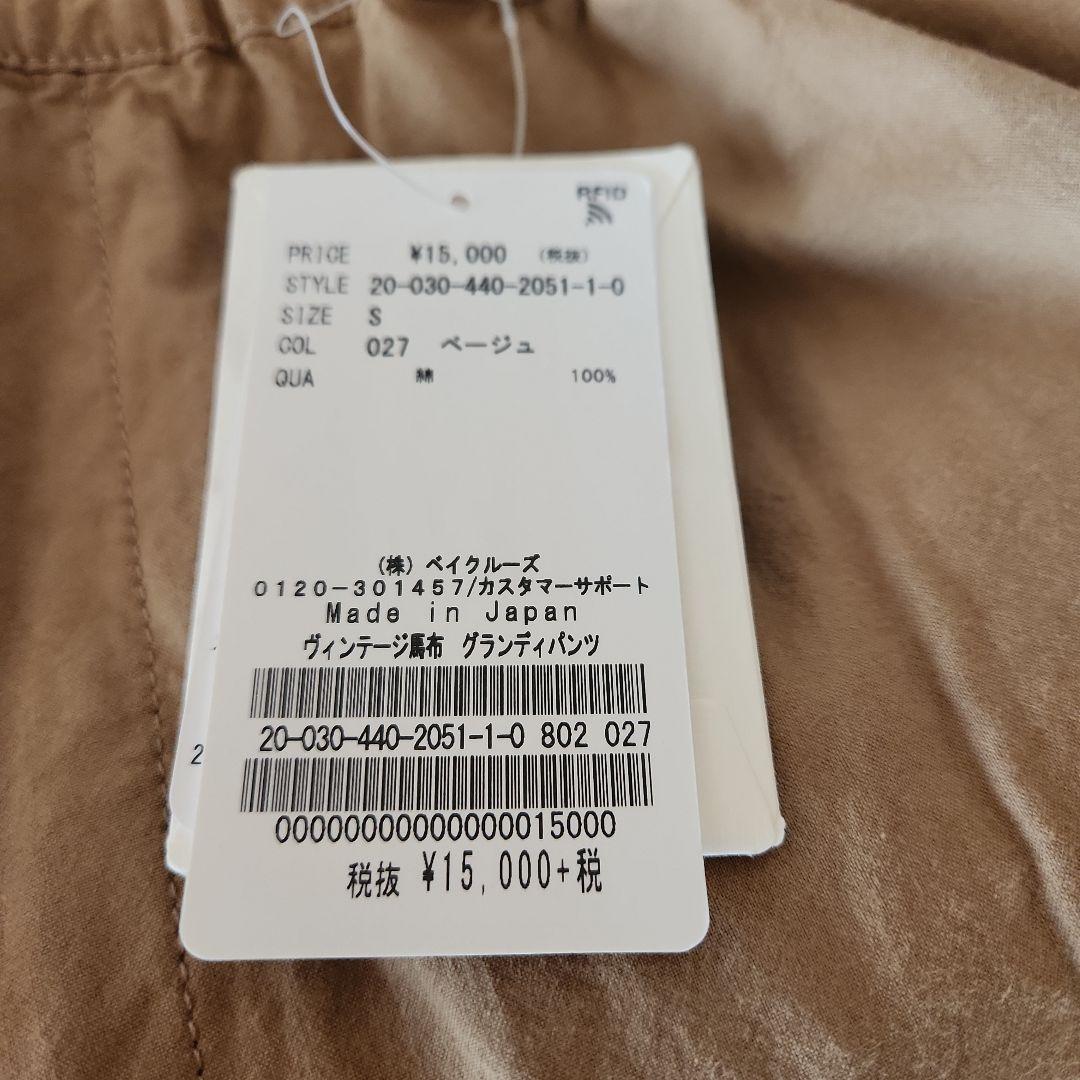 RFID
PRICE ¥15,000 (税抜)
STYLE 20-030-440-2051-1-0
SIZE S
COL 027 ベージュ
QUA 綿 100%
(株) ベイクルーズ
0120-301457/カスタマーサポート
Made in Japan
ヴィンテージ馬布 グランディパンツ
20-030-440-2051-1-0 802 027
2
00000000000000015000
税抜 ¥15,000+税